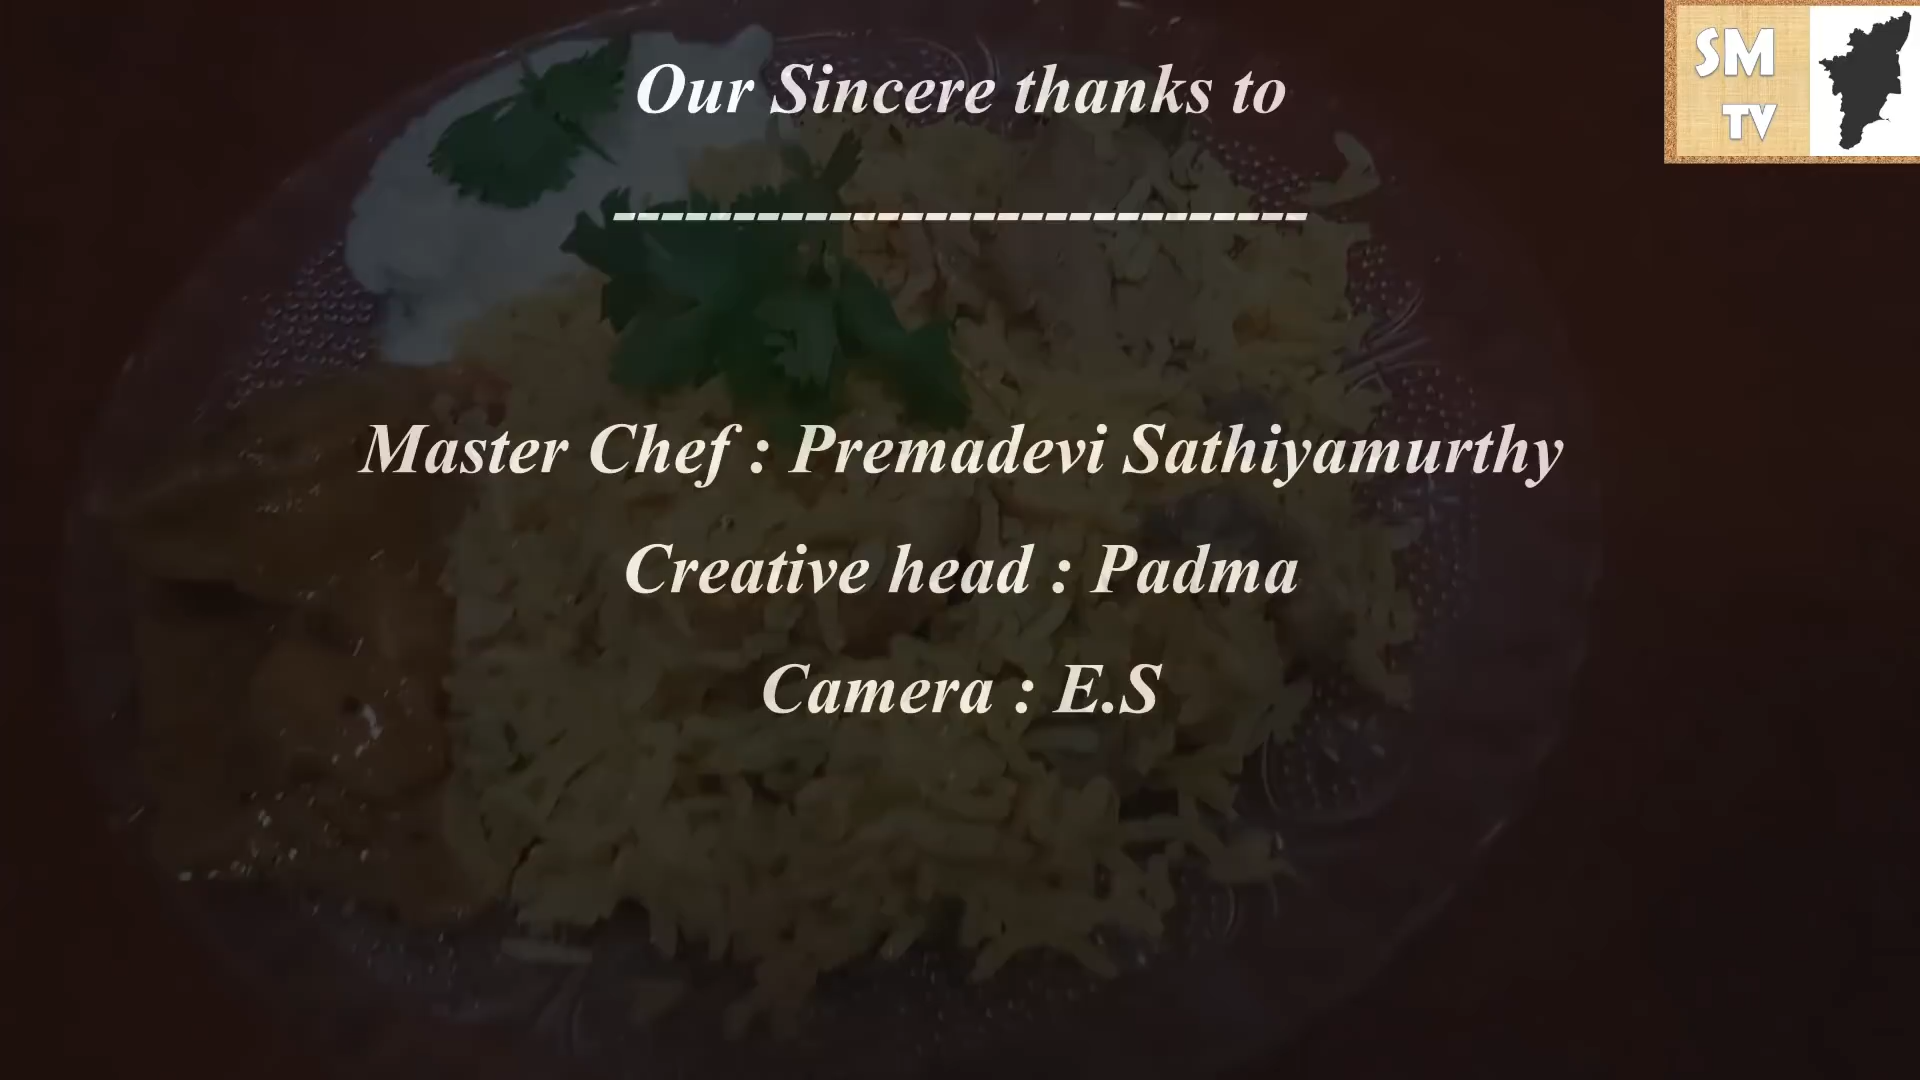 Our Sincere thanks to
-----------------------------
Master Chef : Premadevi Sathiyamurthy
Creative head : Padma
Camera : E.S
SM
TV